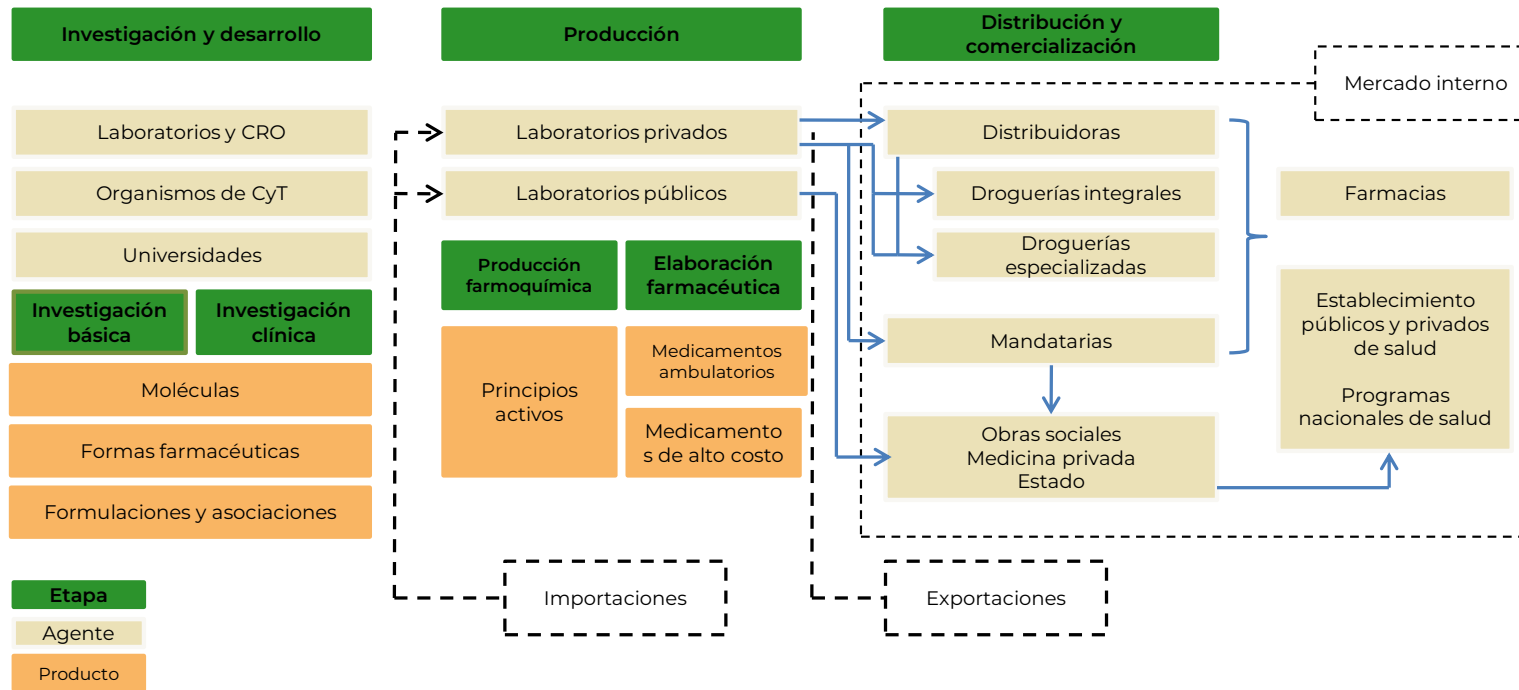 Investigación y desarrollo
Producción
Distribución y
comercialización
Mercado interno
Laboratorios y CRO
Organismos de CyT
Universidades
Investigación
básica
Investigación
clínica
Moléculas
Formas farmacéuticas
Formulaciones y asociaciones
Laboratorios privados
Laboratorios públicos
Producción
farmoquímica
Elaboración
farmacéutica
Principios
activos
Medicamentos
ambulatorios
Medicamento
s de alto costo
Distribuidoras
Droguerías integrales
Droguerías
especializadas
Mandatarias
Obras sociales
Medicina privada
Estado
Farmacias
Establecimiento
públicos y privados
de salud
Programas
nacionales de salud
Importaciones
Exportaciones
Etapa
Agente
Producto